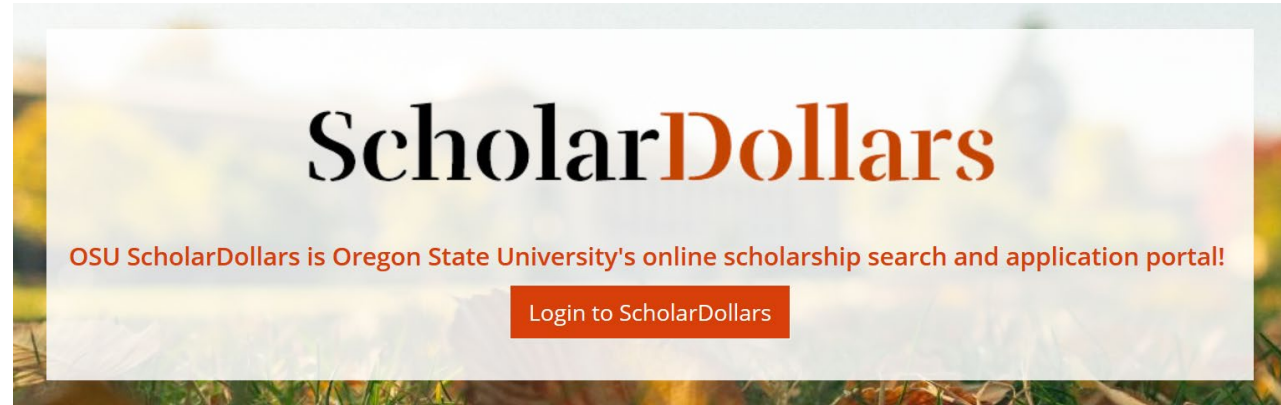 ScholarDollars
OSU ScholarDollars is Oregon State University's online scholarship search and application portal!
Login to ScholarDollars